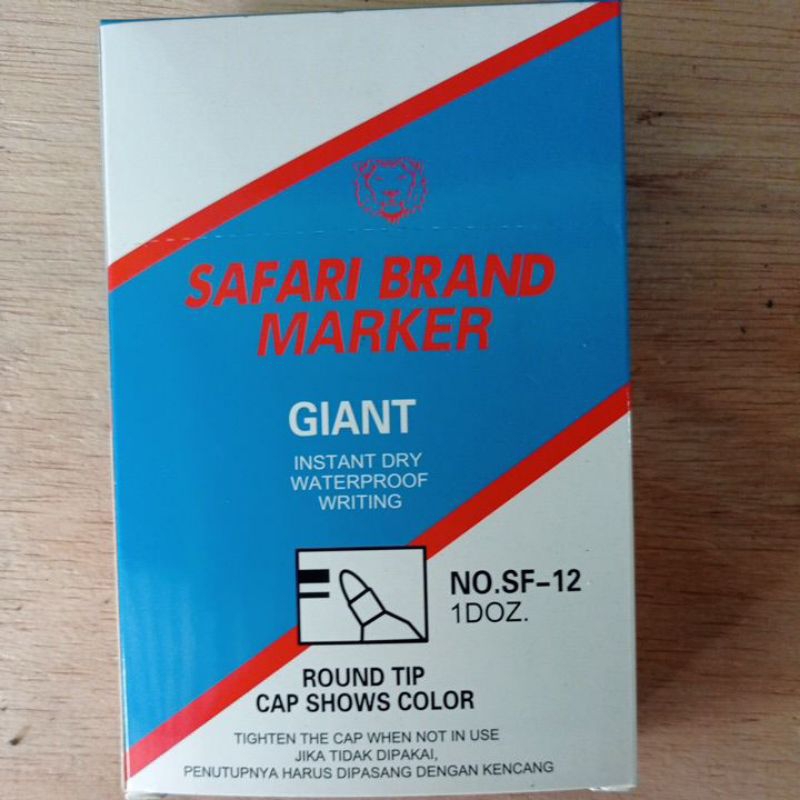 SAFARI BRAND
MARKER
GIANT
INSTANT DRY
WATERPROOF
WRITING
NO.SF-12
1DOZ.
ROUND TIP
CAP SHOWS COLOR
TIGHTEN THE CAP WHEN NOT IN USE
JIKA TIDAK DIPAKAI,
PENUTUPNYA HARUS DIPASANG DENGAN KENCANG